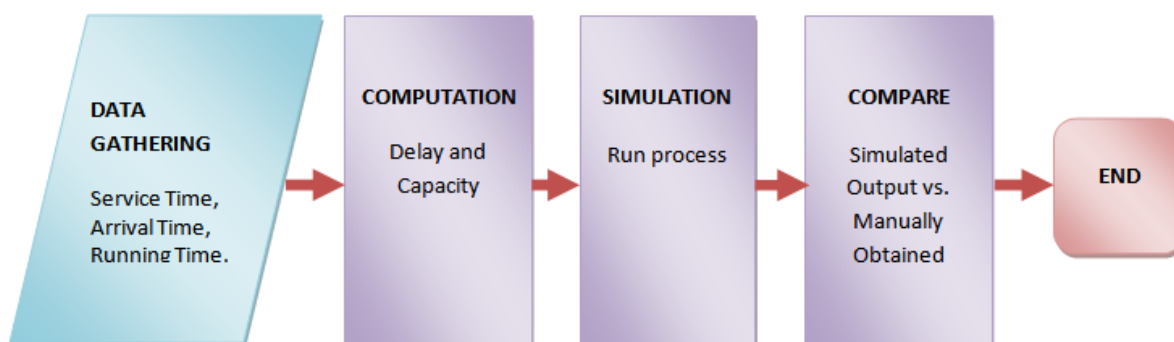 DATA
GATHERING
Service Time,
Arrival Time,
Running Time.
COMPUTATION
Delay and
Capacity
SIMULATION
Run process
COMPARE
Simulated
Output vs.
Manually
Obtained
END